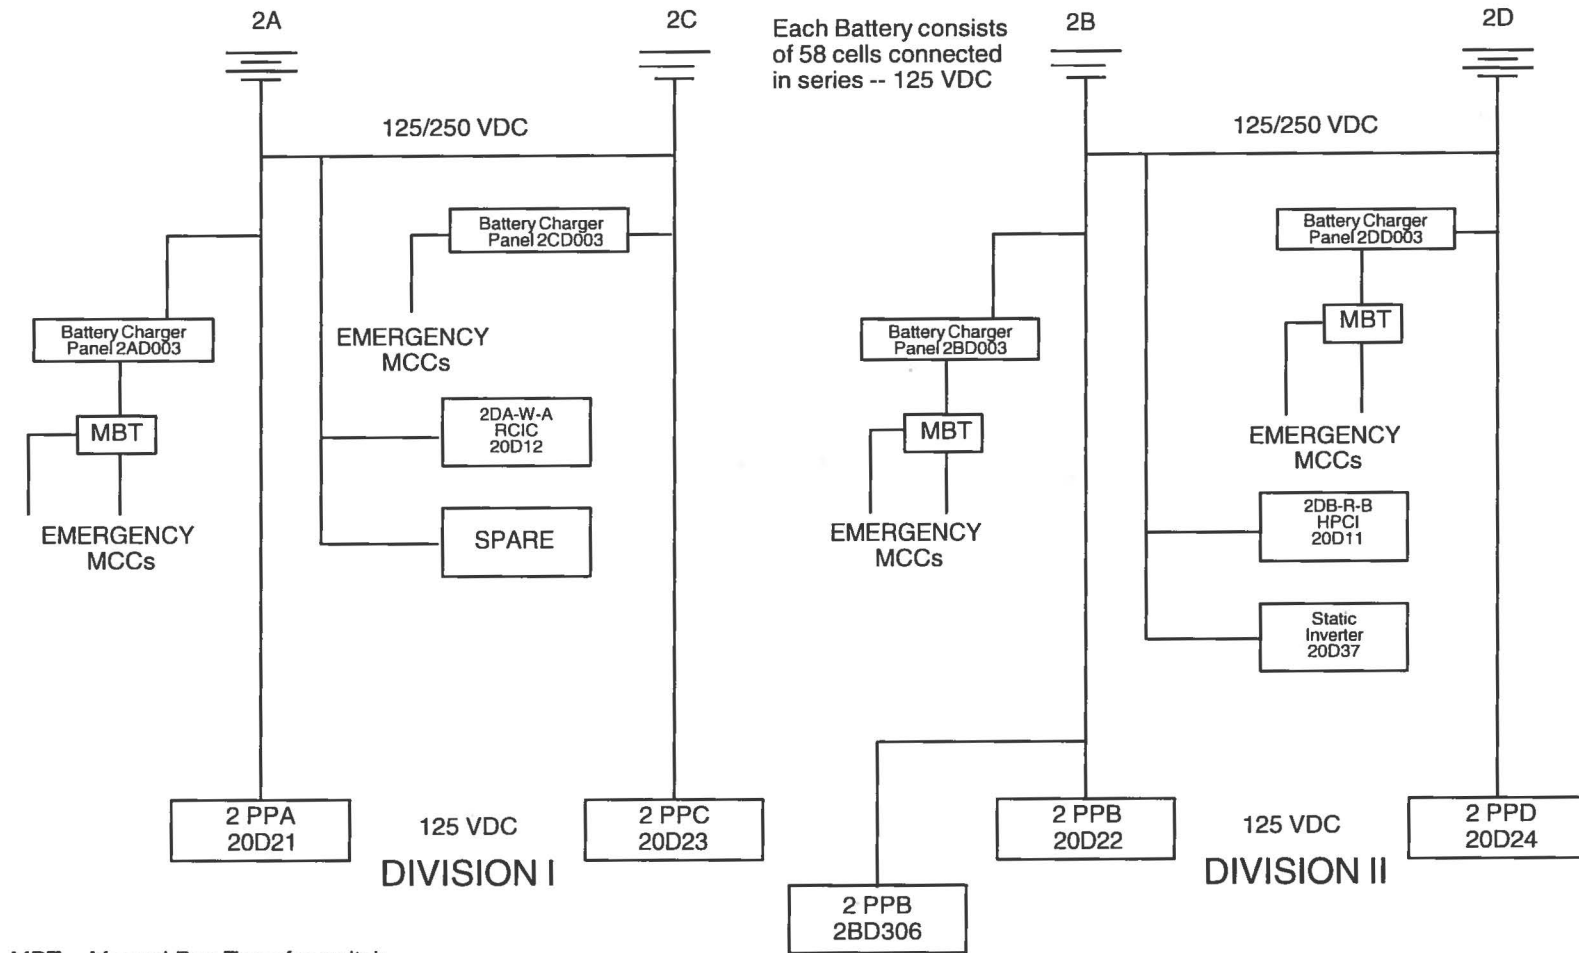 2A
2C
Each Battery consists
of 58 cells connected
in series -- 125 VDC
2B
2D
125/250 VDC
125/250 VDC
Battery Charger
Panel 2CD003
Battery Charger
Panel 2DD003
Battery Charger
Panel 2AD003
EMERGENCY
MCCs
Battery Charger
Panel 2BD003
MBT
MBT
2DA-W-A
RCIC
20D12
MBT
EMERGENCY
MCCs
EMERGENCY
MCCs
SPARE
EMERGENCY
MCCs
2DB-R-B
HPCI
20D11
Static
Inverter
20D37
2 PPA
20D21
125 VDC
2 PPC
20D23
2 PPB
20D22
125 VDC
2 PPD
20D24
DIVISION I
DIVISION II
2 PPB
2BD306